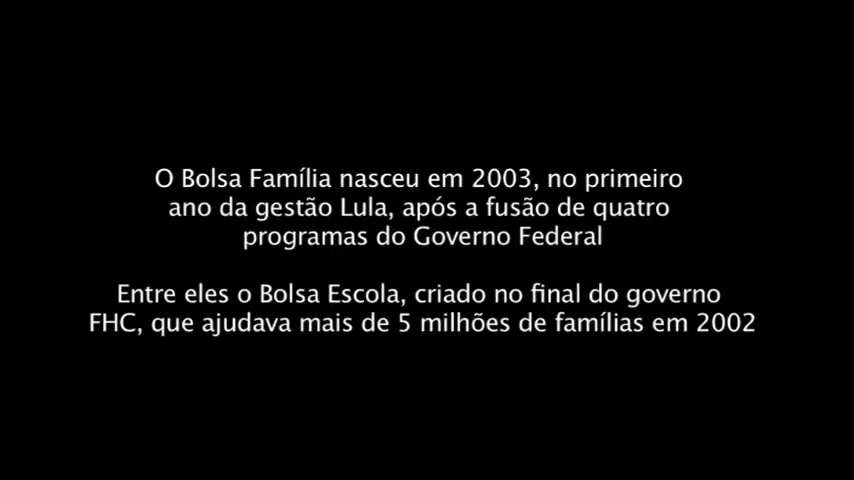 O Bolsa Família nasceu em 2003, no primeiro
ano da gestão Lula, após a fusão de quatro
programas do Governo Federal
Entre eles o Bolsa Escola, criado no final do governo
FHC, que ajudava mais de 5 milhões de famílias em 2002